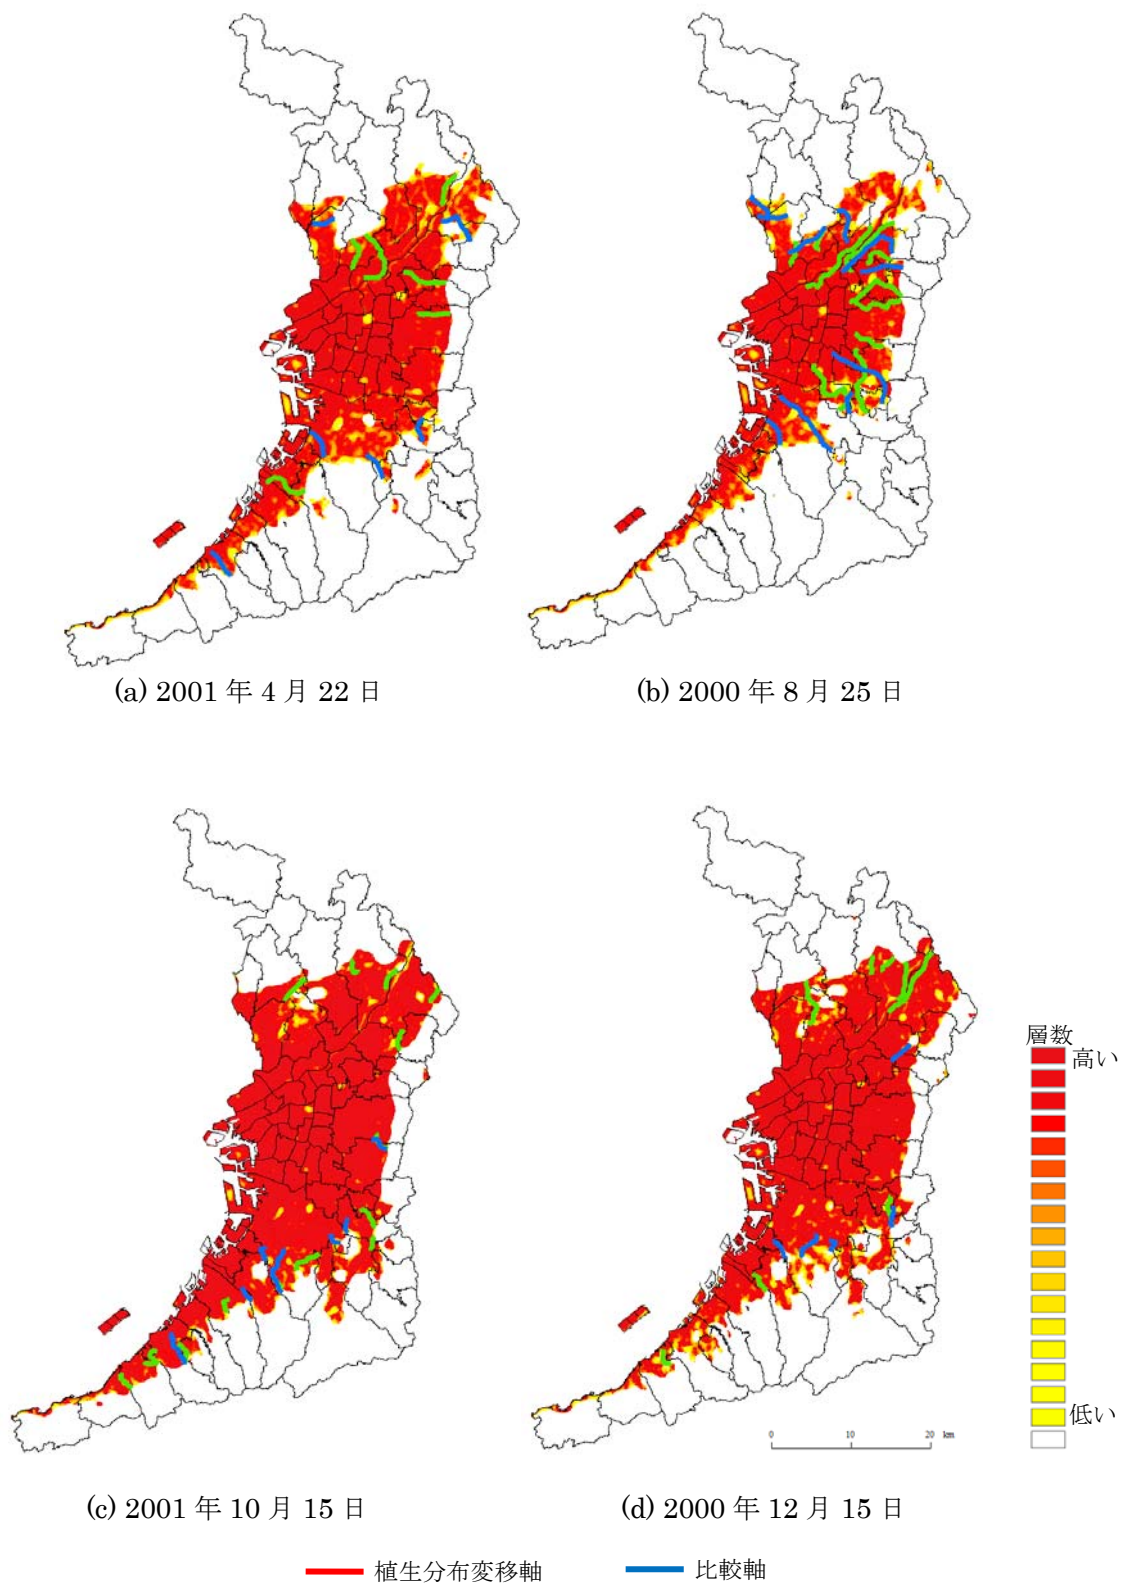 (a) 2001 年 4 月 22 日
(b) 2000 年 8 月 25 日
層数
高い
低い
0 10 20 km
(c) 2001 年 10 月 15 日
(d) 2000 年 12 月 15 日
植生分布変移軸
比較軸